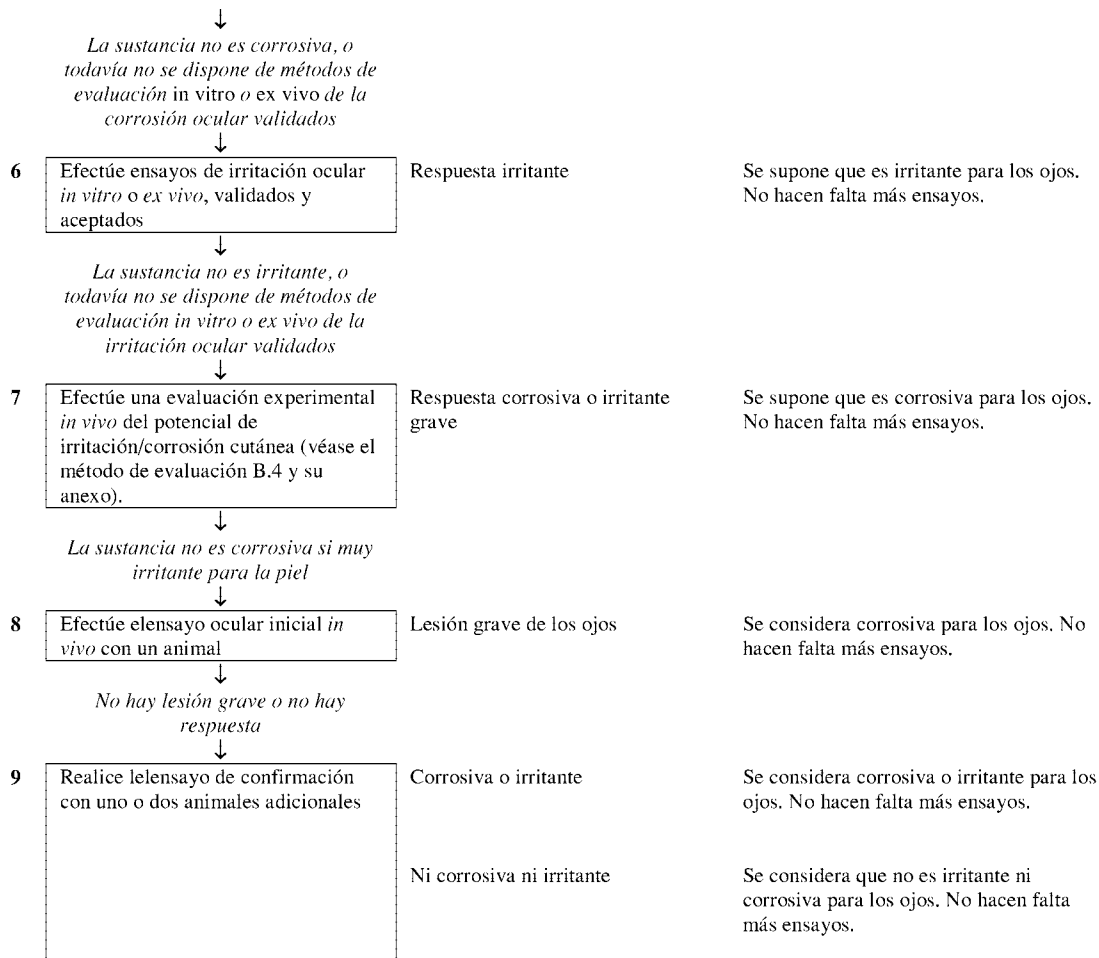 ↓
La sustancia no es corrosiva, o
todavía no se dispone de métodos de
evaluación in vitro o ex vivo de la
corrosión ocular validados
↓
6 Efectúe ensayos de irritación ocular Respuesta irritante Se supone que es irritante para los ojos.
in vitro o ex vivo, validados y No hacen falta más ensayos.
aceptados
↓
La sustancia no es irritante, o
todavía no se dispone de métodos de
evaluación in vitro o ex vivo de la
irritación ocular validados
↓
7 Efectúe una evaluación experimental Respuesta corrosiva o irritante Se supone que es corrosiva para los ojos.
in vivo del potencial de grave No hacen falta más ensayos.
irritación/corrosión cutánea (véase el
método de evaluación B.4 y su
anexo).
↓
La sustancia no es corrosiva si muy
irritante para la piel
↓
8 Efectúe elensayo ocular inicial in Lesión grave de los ojos Se considera corrosiva para los ojos. No
vivo con un animal hacen falta más ensayos.
↓
No hay lesión grave o no hay
respuesta
↓
9 Realice lelensayo de confirmación Corrosiva o irritante Se considera corrosiva o irritante para los
con uno o dos animales adicionales ojos. No hacen falta más ensayos.
Ni corrosiva ni irritante Se considera que no es irritante ni
corrosiva para los ojos. No hacen falta
más ensayos.